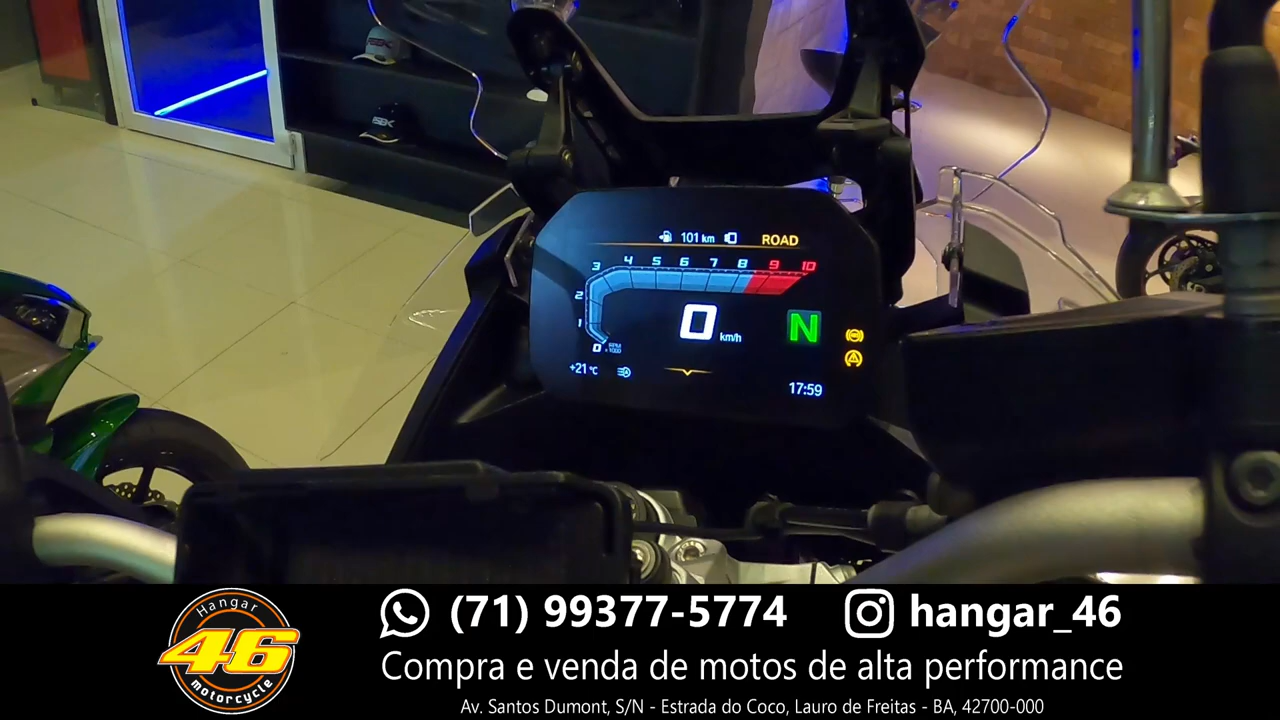 101 km ROAD
0 1 2 3 4 5 6 7 8 9 10
RPM
x1000
0 km/h N
ABS
+21 °C
17:59
Hangar
46
motorcycle
(71) 99377-5774 hangar_46
Compra e venda de motos de alta performance
Av. Santos Dumont, S/N - Estrada do Coco, Lauro de Freitas - BA, 42700-000